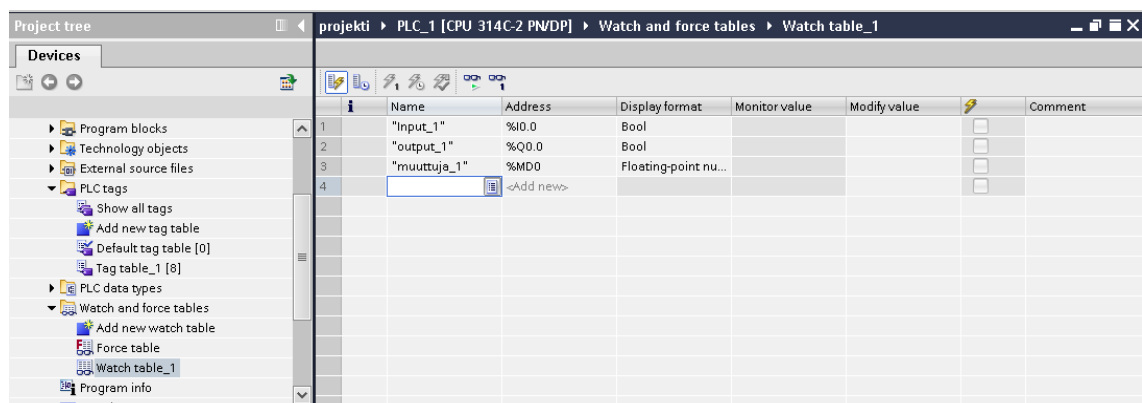 Project tree
Devices
Program blocks
Technology objects
External source files
PLC tags
Show all tags
Add new tag table
Default tag table [0]
Tag table_1 [8]
PLC data types
Watch and force tables
Add new watch table
Force table
Watch table_1
Program info
projekti PLC_1 [CPU 314C-2 PN/DP] Watch and force tables Watch table_1
i Name Address Display format Monitor value Modify value Comment
1 "Input_1" %I0.0 Bool
2 "output_1" %Q0.0 Bool
3 "muuttuja_1" %MD0 Floating-point nu...
4 <Add new>